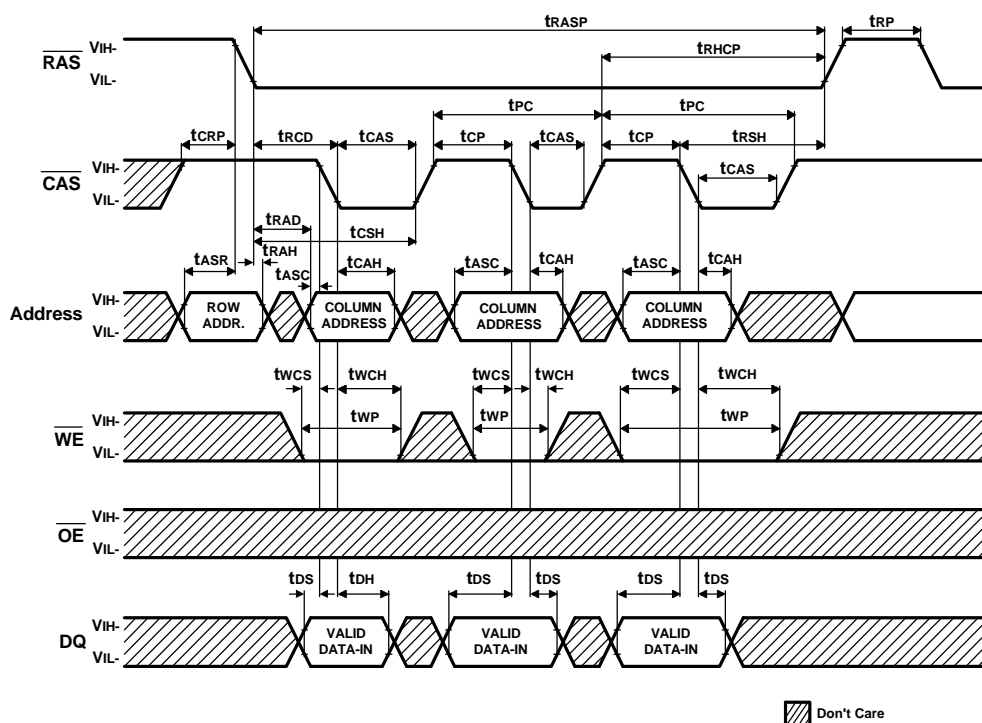 tRASP tRP
RAS VIH-
VIL-
tRHCP
tPC tPC
tCRP tRCD tCAS tCP tCAS tCP tRSH
CAS VIH-
VIL-
tCAS
tRAD
tCSH
tASR tRAH tASC tCAH tASC tCAH tASC tCAH
Address VIH-
VIL-
ROW
ADDR.
COLUMN
ADDRESS
COLUMN
ADDRESS
COLUMN
ADDRESS
tWCS tWCH tWCS tWCH tWCS tWCH
tWP tWP tWP
WE VIH-
VIL-
OE VIH-
VIL-
tDS tDH tDS tDS tDS tDS
DQ VIH-
VIL-
VALID
DATA-IN
VALID
DATA-IN
VALID
DATA-IN
Don't Care